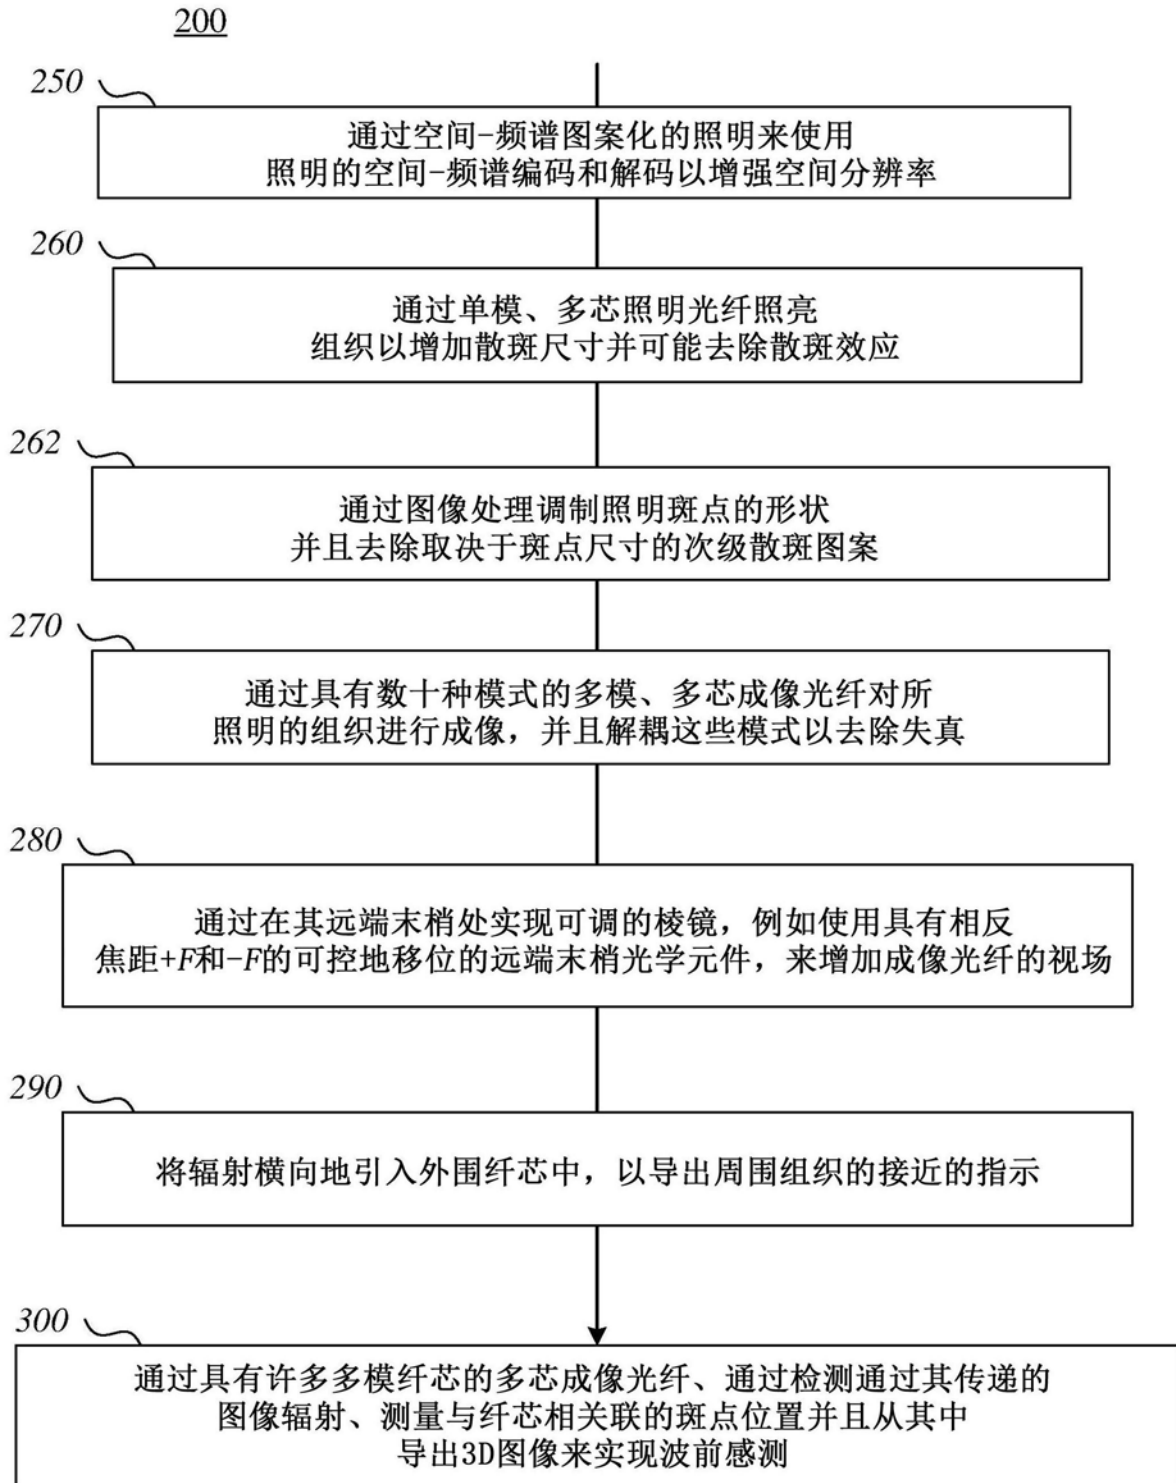 200
250
通过空间-频谱图案化的照明来使用
照明的空间-频谱编码和解码以增强空间分辨率
260
通过单模、多芯照明光纤照亮
组织以增加散斑尺寸并可能去除散斑效应
262
通过图像处理调制照明斑点的形状
并且去除取决于斑点尺寸的次级散斑图案
270
通过具有数十种模式的多模、多芯成像光纤对所
照明的组织进行成像，并且解耦这些模式以去除失真
280
通过在其远端末梢处实现可调的棱镜，例如使用具有相反
焦距+F和-F的可控地移位的远端末梢光学元件，来增加成像光纤的视场
290
将辐射横向地引入外围纤芯中，以导出周围组织的接近的指示
300
通过具有许多多模纤芯的多芯成像光纤、通过检测通过其传递的
图像辐射、测量与纤芯相关联的斑点位置并且从其中
导出3D图像来实现波前感测